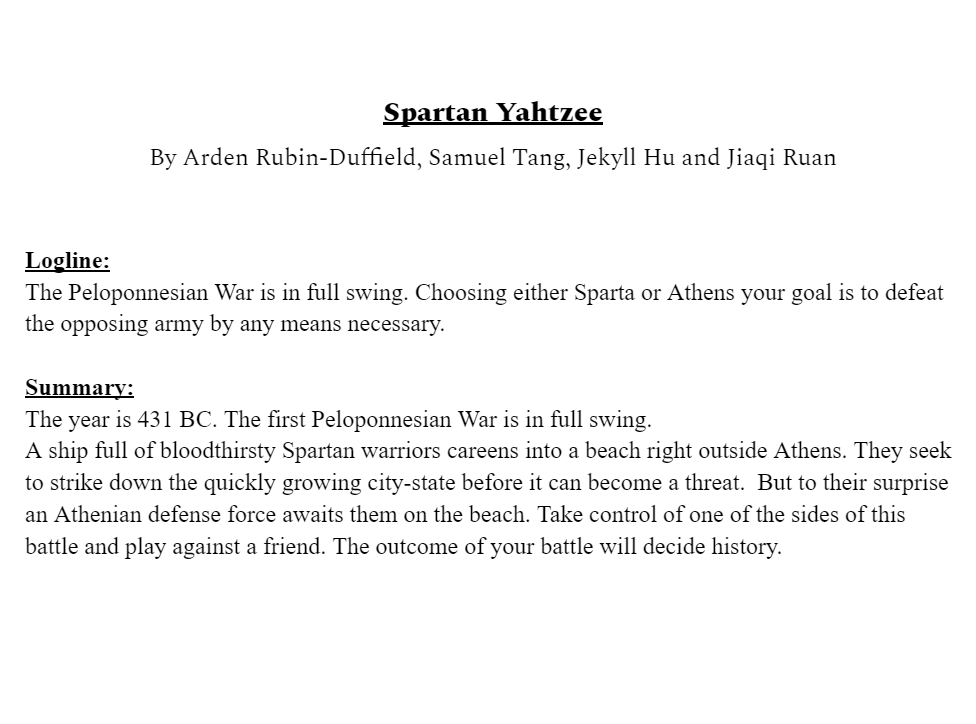 Spartan Yahtzee
By Arden Rubin-Duffield, Samuel Tang, Jekyll Hu and Jiaqi Ruan
Logline:
The Peloponnesian War is in full swing. Choosing either Sparta or Athens your goal is to defeat
the opposing army by any means necessary.
Summary:
The year is 431 BC. The first Peloponnesian War is in full swing.
A ship full of bloodthirsty Spartan warriors careens into a beach right outside Athens. They seek
to strike down the quickly growing city-state before it can become a threat.  But to their surprise
an Athenian defense force awaits them on the beach. Take control of one of the sides of this
battle and play against a friend. The outcome of your battle will decide history.